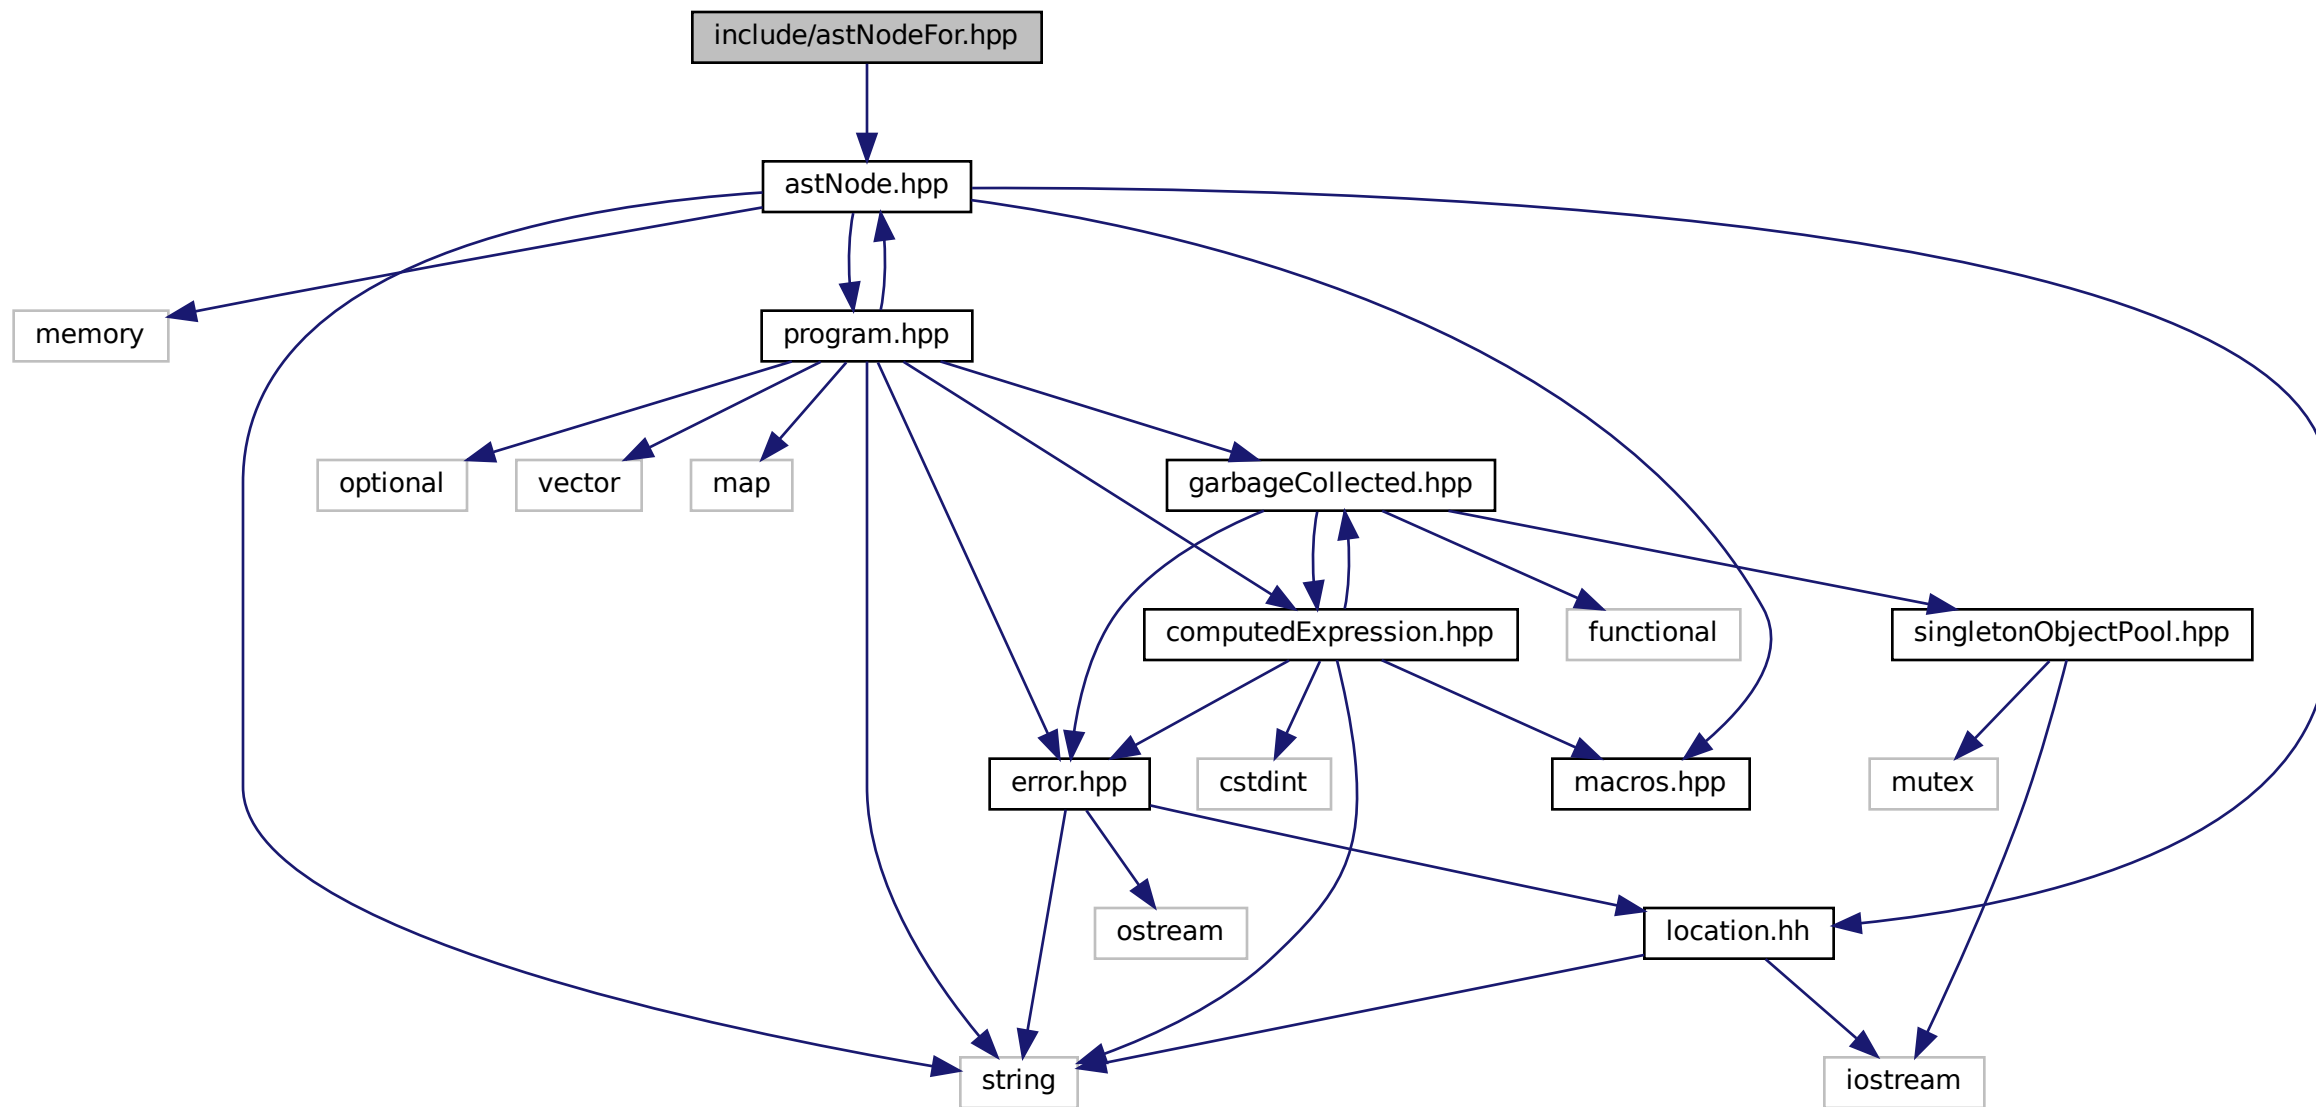 include/astNodeFor.hpp
astNode.hpp
memory
program.hpp
optional
vector
map
garbageCollected.hpp
computedExpression.hpp
functional
singletonObjectPool.hpp
error.hpp
cstdint
macros.hpp
mutex
ostream
location.hh
string
iostream